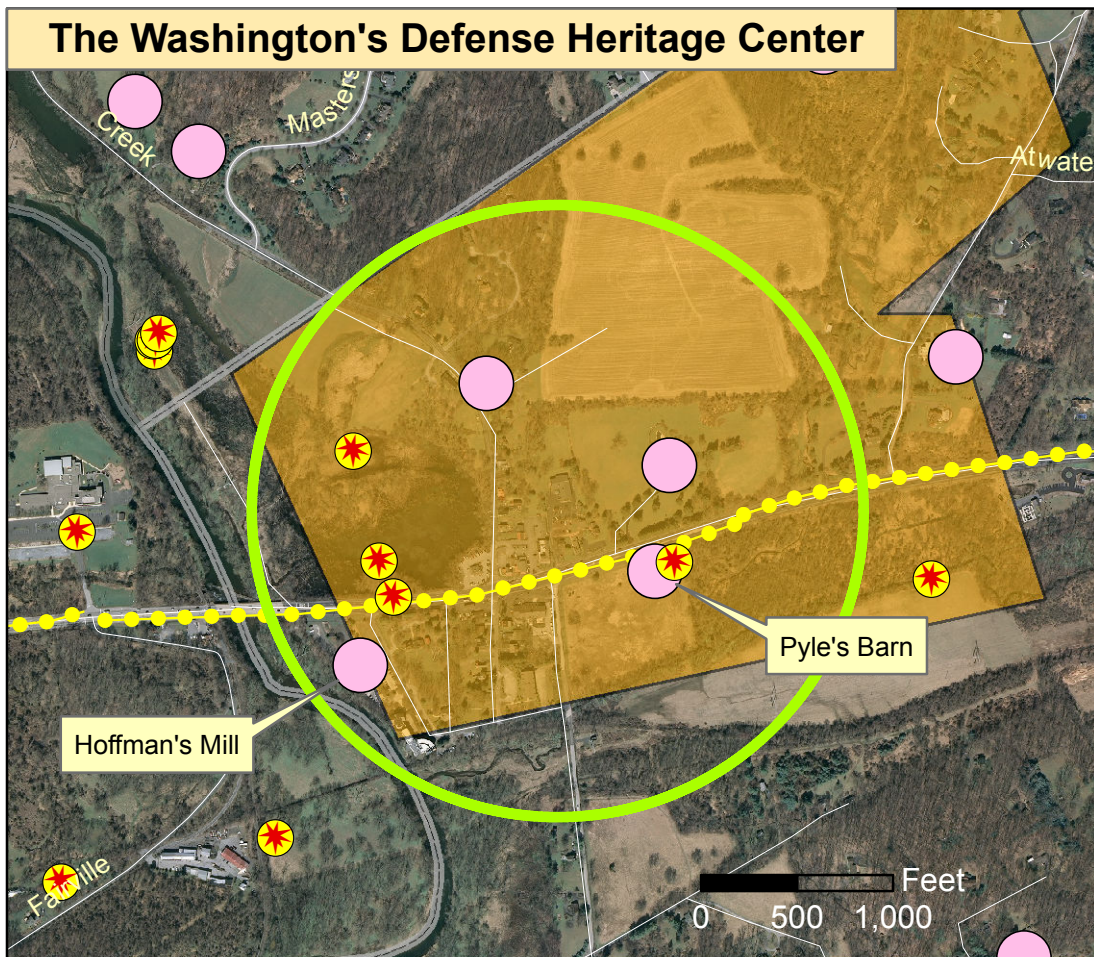 The Washington's Defense Heritage Center
Masters
Creek
Atwate
Pyle's Barn
Hoffman's Mill
Fairville
Feet
0 500 1,000